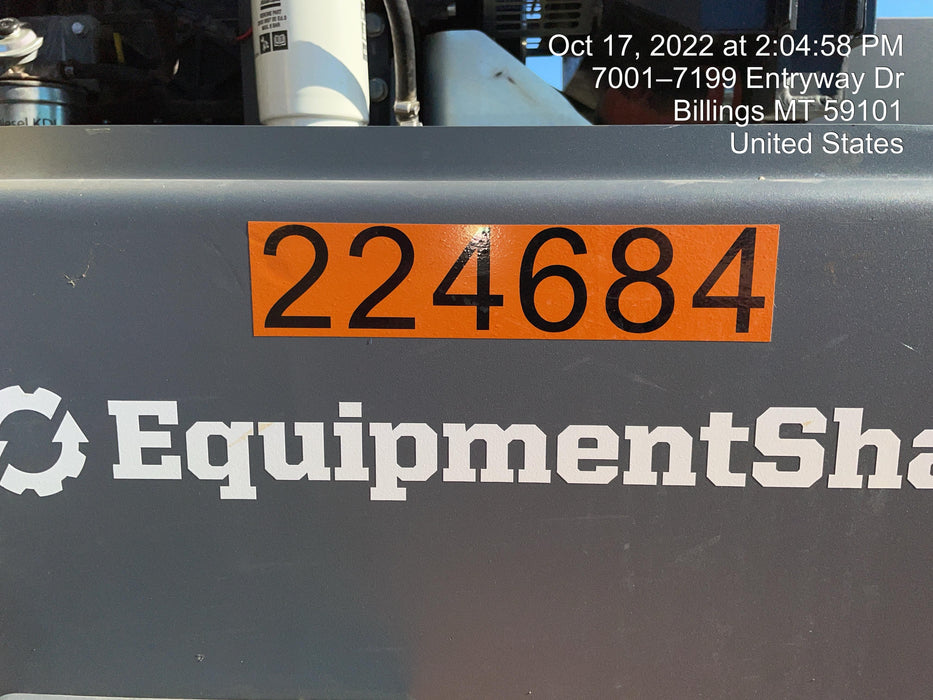 Oct 17, 2022 at 2:04:58 PM
7001–7199 Entryway Dr
Billings MT 59101
United States
224684
EquipmentSha